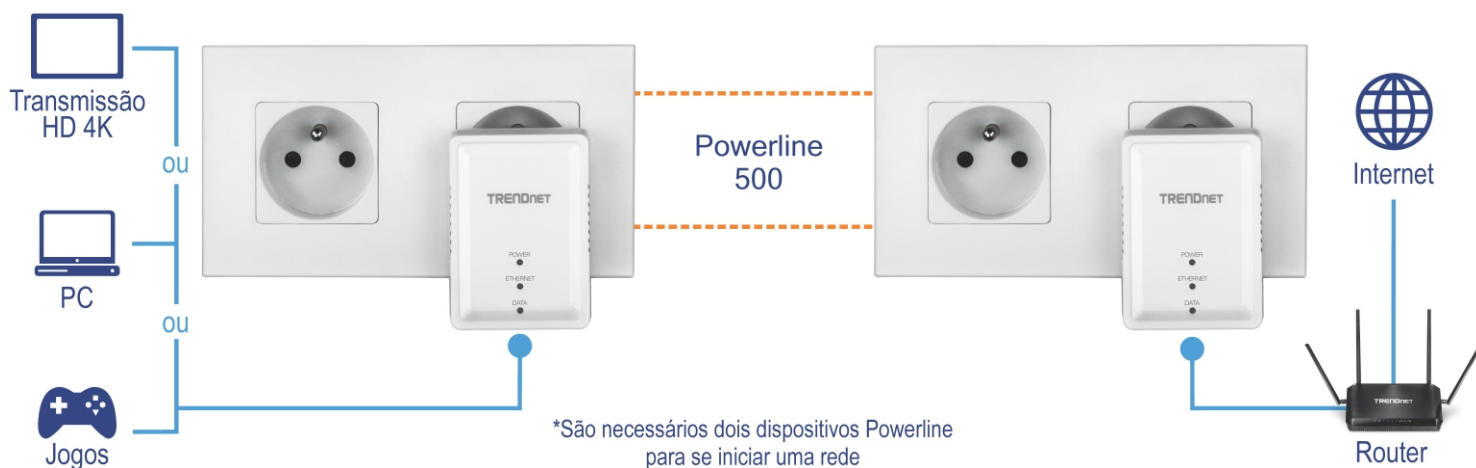 Transmissão
HD 4K
ou
PC
ou
Jogos
TRENDNET
POWER
ETHERNET
DATA
Powerline
500
*São necessários dois dispositivos Powerline
para se iniciar uma rede
TRENDNET
POWER
ETHERNET
DATA
Internet
TRENDNET
Router